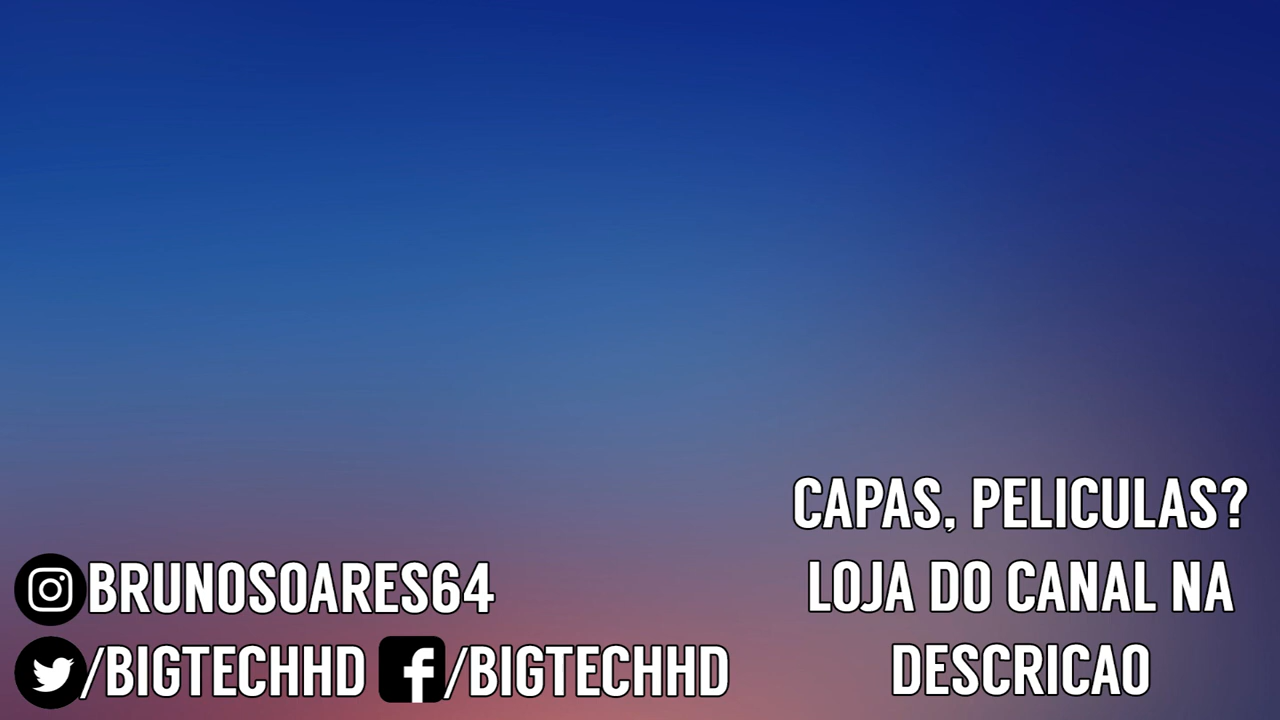 CAPAS, PELICULAS?
LOJA DO CANAL NA
DESCRICAO
BRUNOSOARES64
/BIGTECHHD /BIGTECHHD